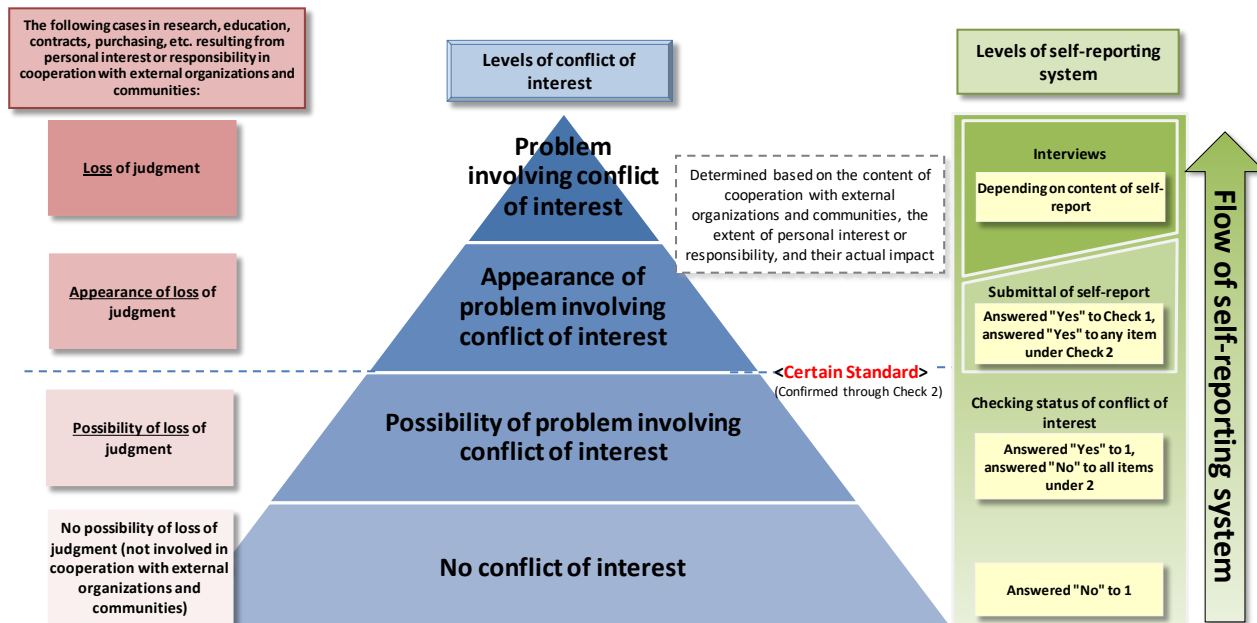 The following cases in research, education,
contracts, purchasing, etc. resulting from
personal interest or responsibility in
cooperation with external organizations and
communities:
Loss of judgment
Appearance of loss of
judgment
Possibility of loss of
judgment
No possibility of loss of
judgment (not involved in
cooperation with external
organizations and
communities)
Levels of conflict of
interest
Problem
involving conflict
of interest
Appearance of
problem involving
conflict of interest
Possibility of problem involving
conflict of interest
No conflict of interest
Determined based on the content of
cooperation with external
organizations and communities, the
extent of personal interest or
responsibility, and their actual impact
<Certain Standard>
(Confirmed through Check 2)
Levels of self-reporting
system
Interviews
Depending on content of self-
report
Submittal of self-report
Answered "Yes" to Check 1,
answered "Yes" to any item
under Check 2
Checking status of conflict of
interest
Answered "Yes" to 1,
answered "No" to all items
under 2
Answered "No" to 1
Flow of self-reporting system